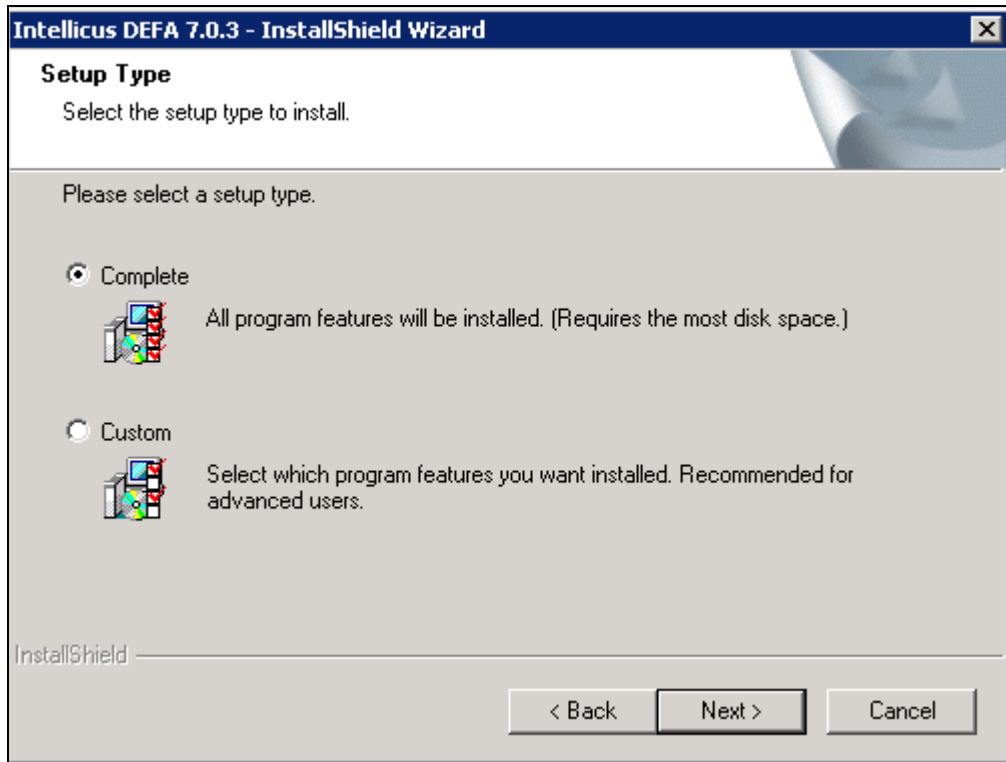 Intellicus DEFA 7.0.3 - InstallShield Wizard
Setup Type
Select the setup type to install.
Please select a setup type.
Complete
All program features will be installed. (Requires the most disk space.)
Custom
Select which program features you want installed. Recommended for
advanced users.
InstallShield
< Back
Next >
Cancel